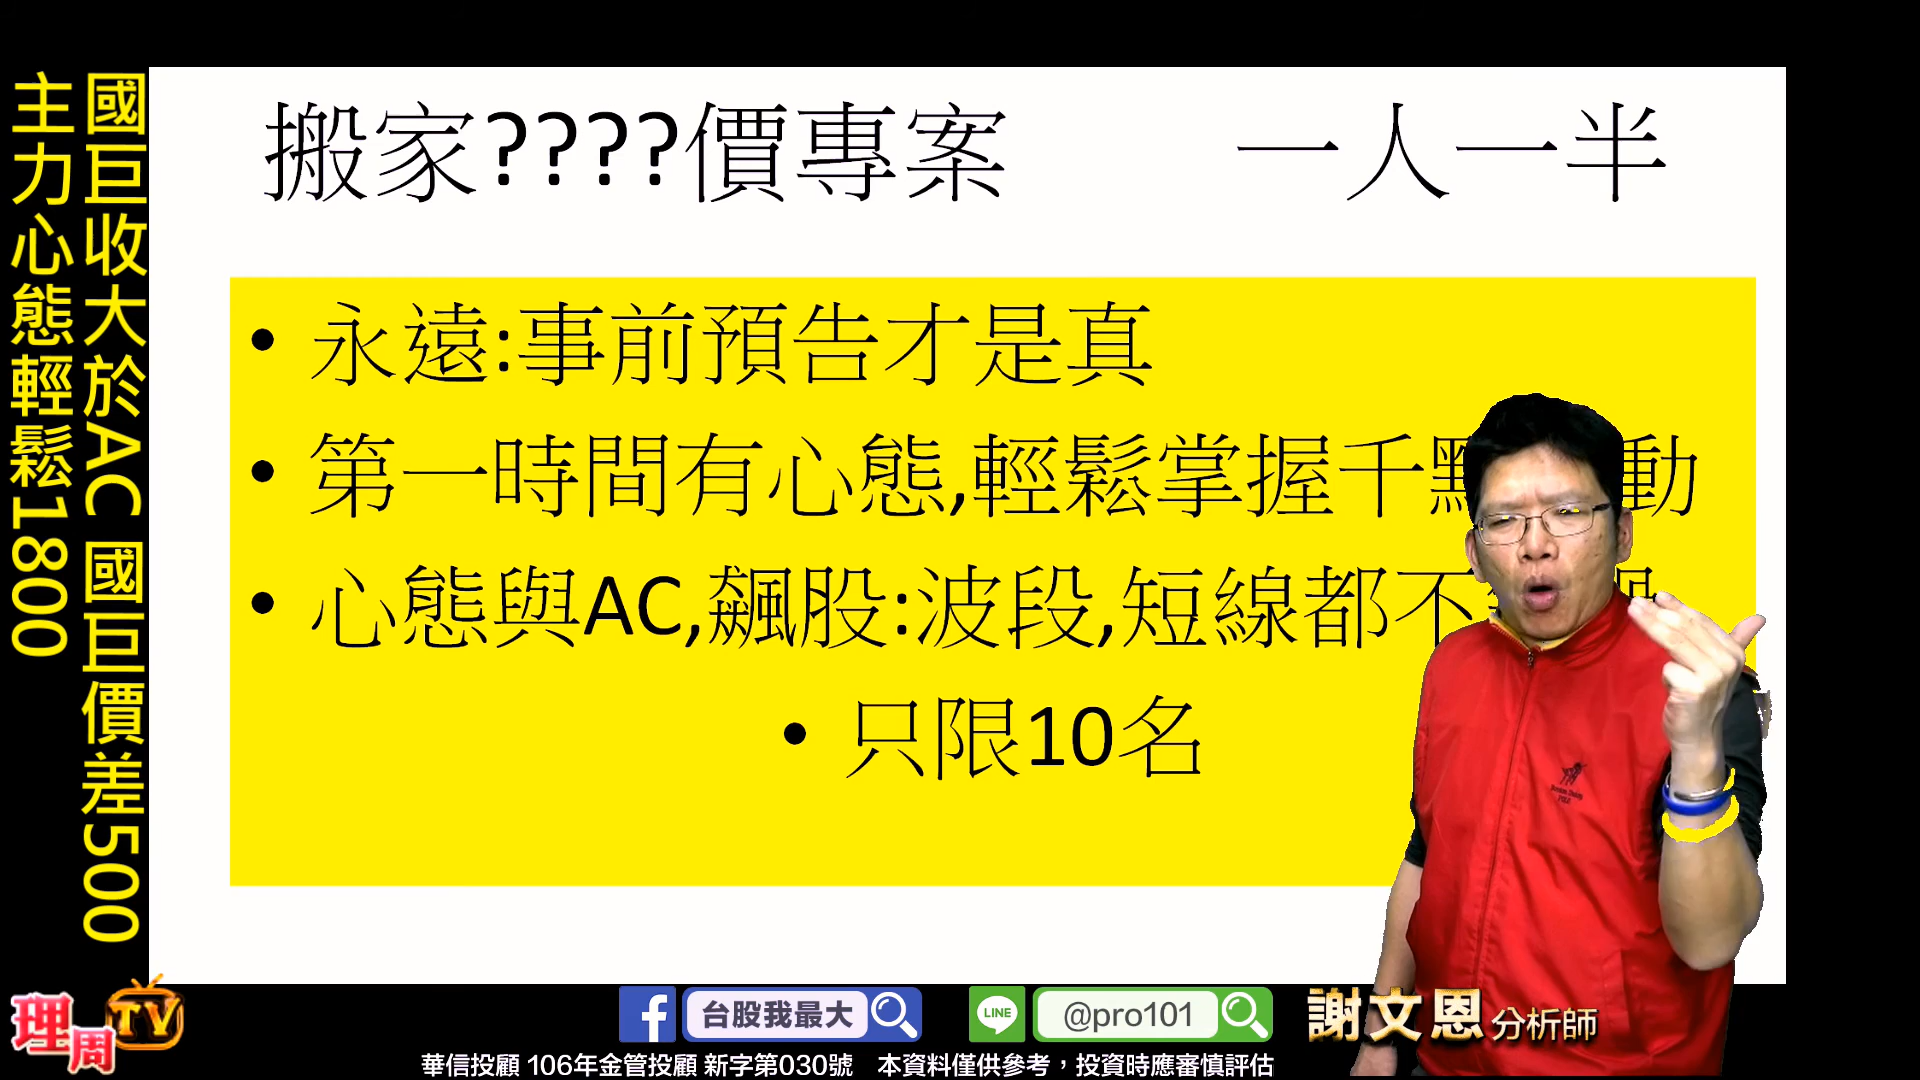 國巨收大於AC 國巨價差500
主力心態輕鬆1800
搬家????價專案 一人一半
• 永遠:事前預告才是真
• 第一時間有心態,輕鬆掌握千點 動
• 心態與AC,飆股:波段,短線都不
• 只限10名
理周TV
台股我最大
LINE @pro101
謝文恩 分析師
華信投顧 106年金管投顧 新字第030號 本資料僅供參考，投資時應審慎評估